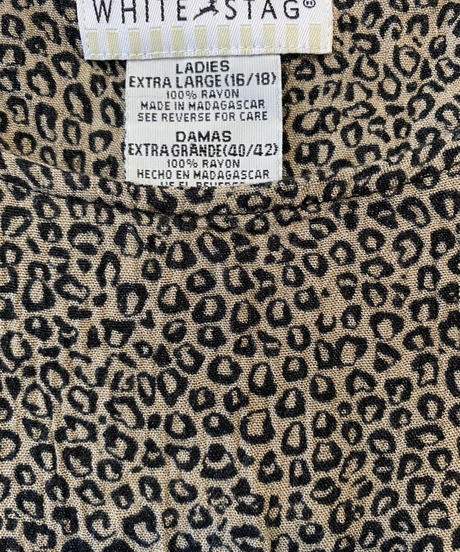 WHITE STAG®
LADIES
EXTRA LARGE (16/18)
100% RAYON
MADE IN MADAGASCAR
SEE REVERSE FOR CARE
DAMAS
EXTRA GRANDE (40/42)
100% RAYON
HECHO EN MADAGASCAR